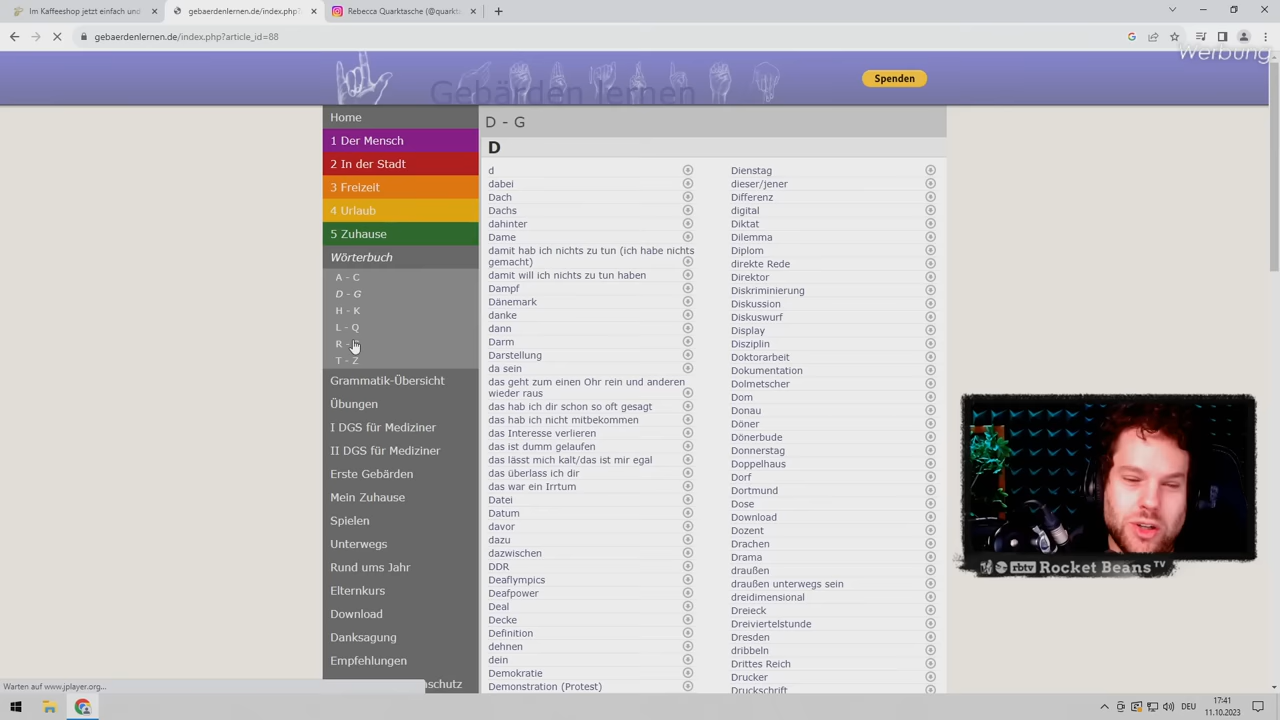 Im Kaffeeshop jetzt einfach und
gebaerdenlernen.de/index.php?
Rebecca Quarktasche (@quarkt
gebaerdenlernen.de/index.php?article_id=88
Werbung
Gebärden lernen
Spenden
Home
1 Der Mensch
2 In der Stadt
3 Freizeit
4 Urlaub
5 Zuhause
Wörterbuch
A - C
D - G
H - K
L - Q
R -
T - Z
Grammatik-Übersicht
Übungen
I DGS für Mediziner
II DGS für Mediziner
Erste Gebärden
Mein Zuhause
Spielen
Unterwegs
Rund ums Jahr
Elternkurs
Download
Danksagung
Empfehlungen
D - G
D
d
dabei
Dach
Dachs
dahinter
Dame
damit hab ich nichts zu tun (ich habe nichts
gemacht)
damit will ich nichts zu tun haben
Dampf
Dänemark
danke
dann
Darm
Darstellung
da sein
das geht zum einen Ohr rein und anderen
wieder raus
das hab ich dir schon so oft gesagt
das hab ich nicht mitbekommen
das Interesse verlieren
das ist dumm gelaufen
das lässt mich kalt/das ist mir egal
das überlass ich dir
das war ein Irrtum
Datei
Datum
davor
dazu
dazwischen
DDR
Deaflympics
Deafpower
Deal
Decke
Definition
dehnen
dein
Demokratie
Demonstration (Protest)
Dienstag
dieser/jener
Differenz
digital
Diktat
Dilemma
Diplom
direkte Rede
Direktor
Diskriminierung
Diskussion
Diskuswurf
Display
Disziplin
Doktorarbeit
Dokumentation
Dolmetscher
Dom
Donau
Döner
Dönerbude
Donnerstag
Doppelhaus
Dorf
Dortmund
Dose
Download
Dozent
Drachen
Drama
draußen
draußen unterwegs sein
dreidimensional
Dreieck
Dreiviertelstunde
Dresden
dribbeln
Drittes Reich
Drucker
Druckschrift
rbtv Rocket Beans TV
Warten auf www.jplayer.org...
DEU
17:41
11.10.2023